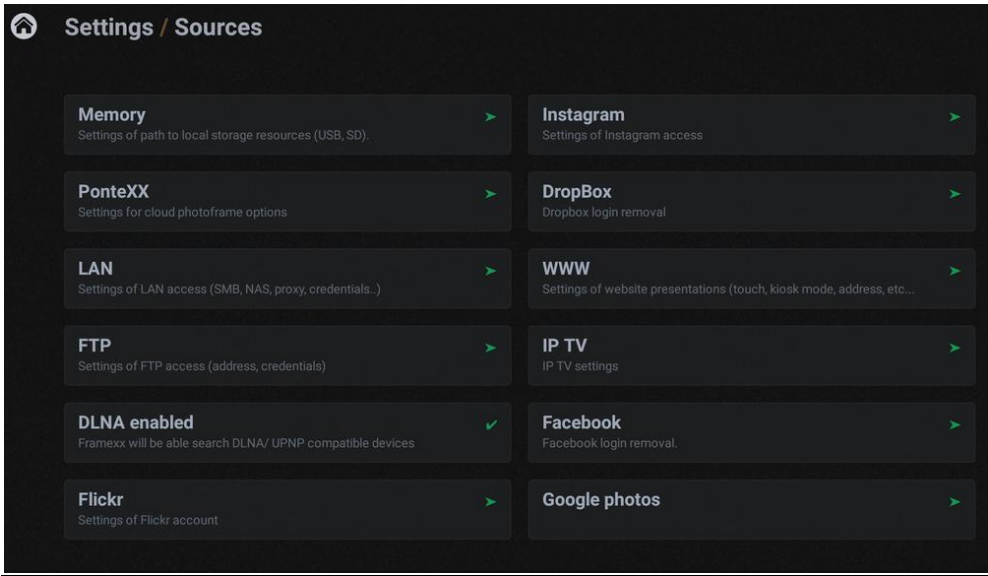 Settings / Sources
Memory
Settings of path to local storage resources (USB, SD).
Instagram
Settings of Instagram access
PonteXX
Settings for cloud photoframe options
DropBox
Dropbox login removal
LAN
Settings of LAN access (SMB, NAS, proxy, credentials..)
WWW
Settings of website presentations (touch, kiosk mode, address, etc...
FTP
Settings of FTP access (address, credentials)
IP TV
IP TV settings
DLNA enabled
Framexx will be able search DLNA/ UPNP compatible devices
Facebook
Facebook login removal.
Flickr
Settings of Flickr account
Google photos